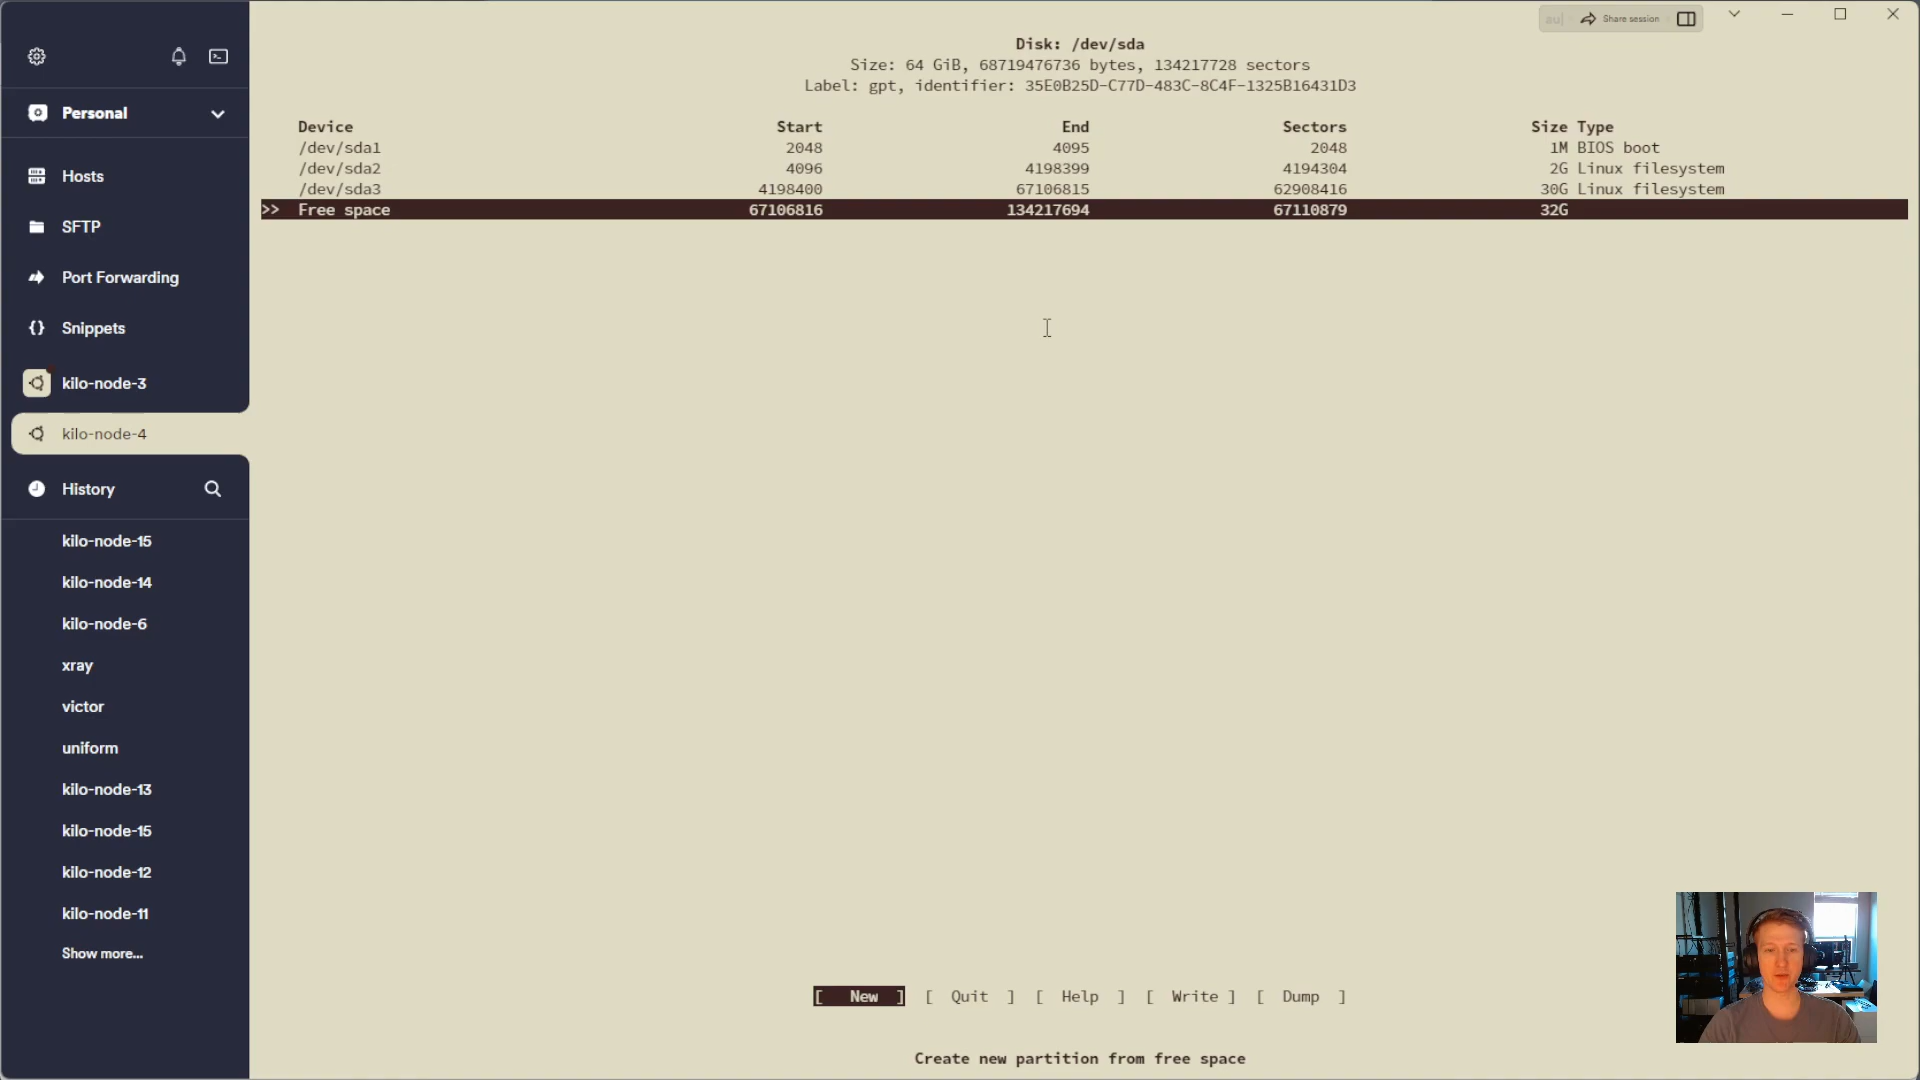 Personal
Hosts
SFTP
Port Forwarding
Snippets
kilo-node-3
kilo-node-4
History
kilo-node-15
kilo-node-14
kilo-node-6
xray
victor
uniform
kilo-node-13
kilo-node-15
kilo-node-12
kilo-node-11
Show more...
au
Share session
Disk: /dev/sda
Size: 64 GiB, 68719476736 bytes, 134217728 sectors
Label: gpt, identifier: 35E0B25D-C77D-483C-8C4F-1325B16431D3
Device Start End Sectors Size Type
/dev/sda1 2048 4095 2048 1M BIOS boot
/dev/sda2 4096 4198399 4194304 2G Linux filesystem
/dev/sda3 4198400 67106815 62908416 30G Linux filesystem
>> Free space 67106816 134217694 67110879 32G
[ New ] [ Quit ] [ Help ] [ Write ] [ Dump ]
Create new partition from free space